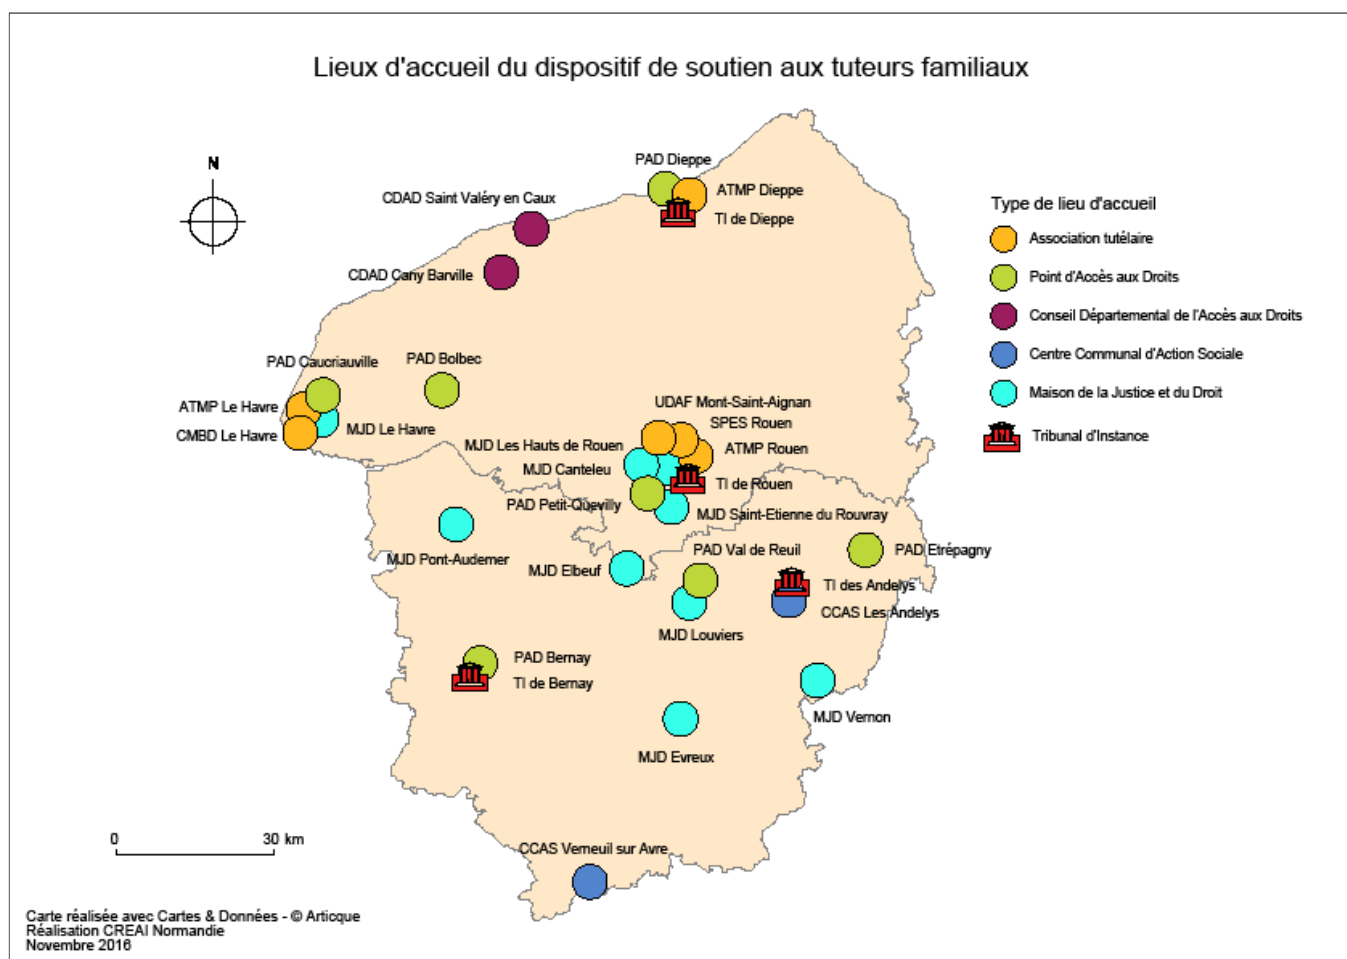 Lieux d'accueil du dispositif de soutien aux tuteurs familiaux
N
PAD Dieppe
ATMP Dieppe
TI de Dieppe
CDAD Saint Valéry en Caux
CDAD Cany Barville
Type de lieu d'accueil
Association tutélaire
Point d'Accès aux Droits
Conseil Départemental de l'Accès aux Droits
Centre Communal d'Action Sociale
Maison de la Justice et du Droit
Tribunal d'Instance
PAD Caucriauville
PAD Bolbec
ATMP Le Havre
CMBD Le Havre
MJD Le Havre
UDAF Mont-Saint-Aignan
SPES Rouen
MJD Les Hauts de Rouen
ATMP Rouen
MJD Canteleu
TI de Rouen
PAD Petit-Quevilly
MJD Saint-Etienne du Rouvray
MJD Pont-Audemer
MJD Elbeuf
PAD Val de Reuil
PAD Etrépagny
TI des Andelys
CCAS Les Andelys
MJD Louviers
PAD Bernay
TI de Bernay
MJD Vernon
MJD Evreux
0 30 km
CCAS Verneuil sur Avre
Carte réalisée avec Cartes & Données - © Articque
Réalisation CREAI Normandie
Novembre 2016